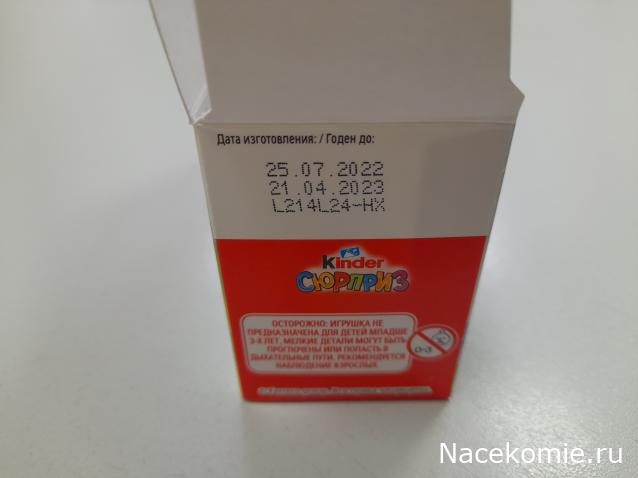 Дата изготовления: / Годен до:
25.07.2022
21.04.2023
L214L24-HX
Kinder
СЮРПРИЗ
ОСТОРОЖНО: ИГРУШКА НЕ
ПРЕДНАЗНАЧЕНА ДЛЯ ДЕТЕЙ МЛАДШЕ
3-Х ЛЕТ, МЕЛКИЕ ДЕТАЛИ МОГУТ БЫТЬ
ПРОГЛОЧЕНЫ ИЛИ ПОПАСТЬ В
ДЫХАТЕЛЬНЫЕ ПУТИ. РЕКОМЕНДУЕТСЯ
НАБЛЮДЕНИЕ ВЗРОСЛЫХ.
0-3
Nacekomie.ru